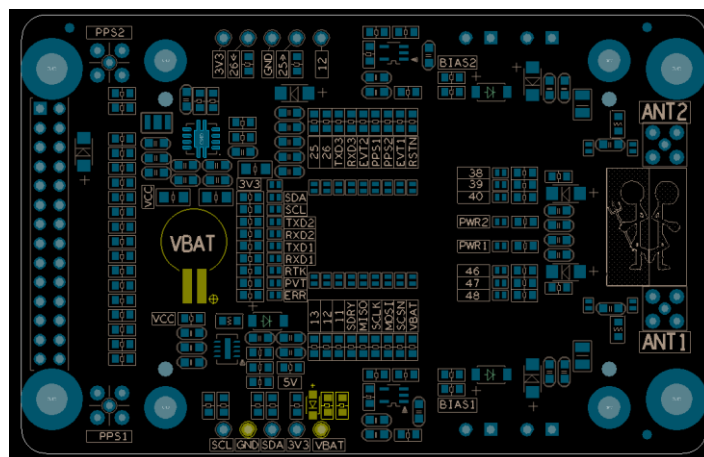 PPS2
3V3
26
GND
25
12
BIAS2
ANT2
25
26
TXD3
RXD3
EVT2
PPS1
PPS2
EVT1
RSTN
38
39
40
PWR2
PWR1
46
47
48
VCC
3V3
SDA
SCL
TXD2
RXD2
TXD1
RXD1
RTK
PVT
ERR
VBAT
VCC
13
12
11
SDRY
MISO
SCLK
MOSI
SCSN
VBAT
ANT1
5V
BIAS1
PPS1
SCL
GND
SDA
3V3
VBAT